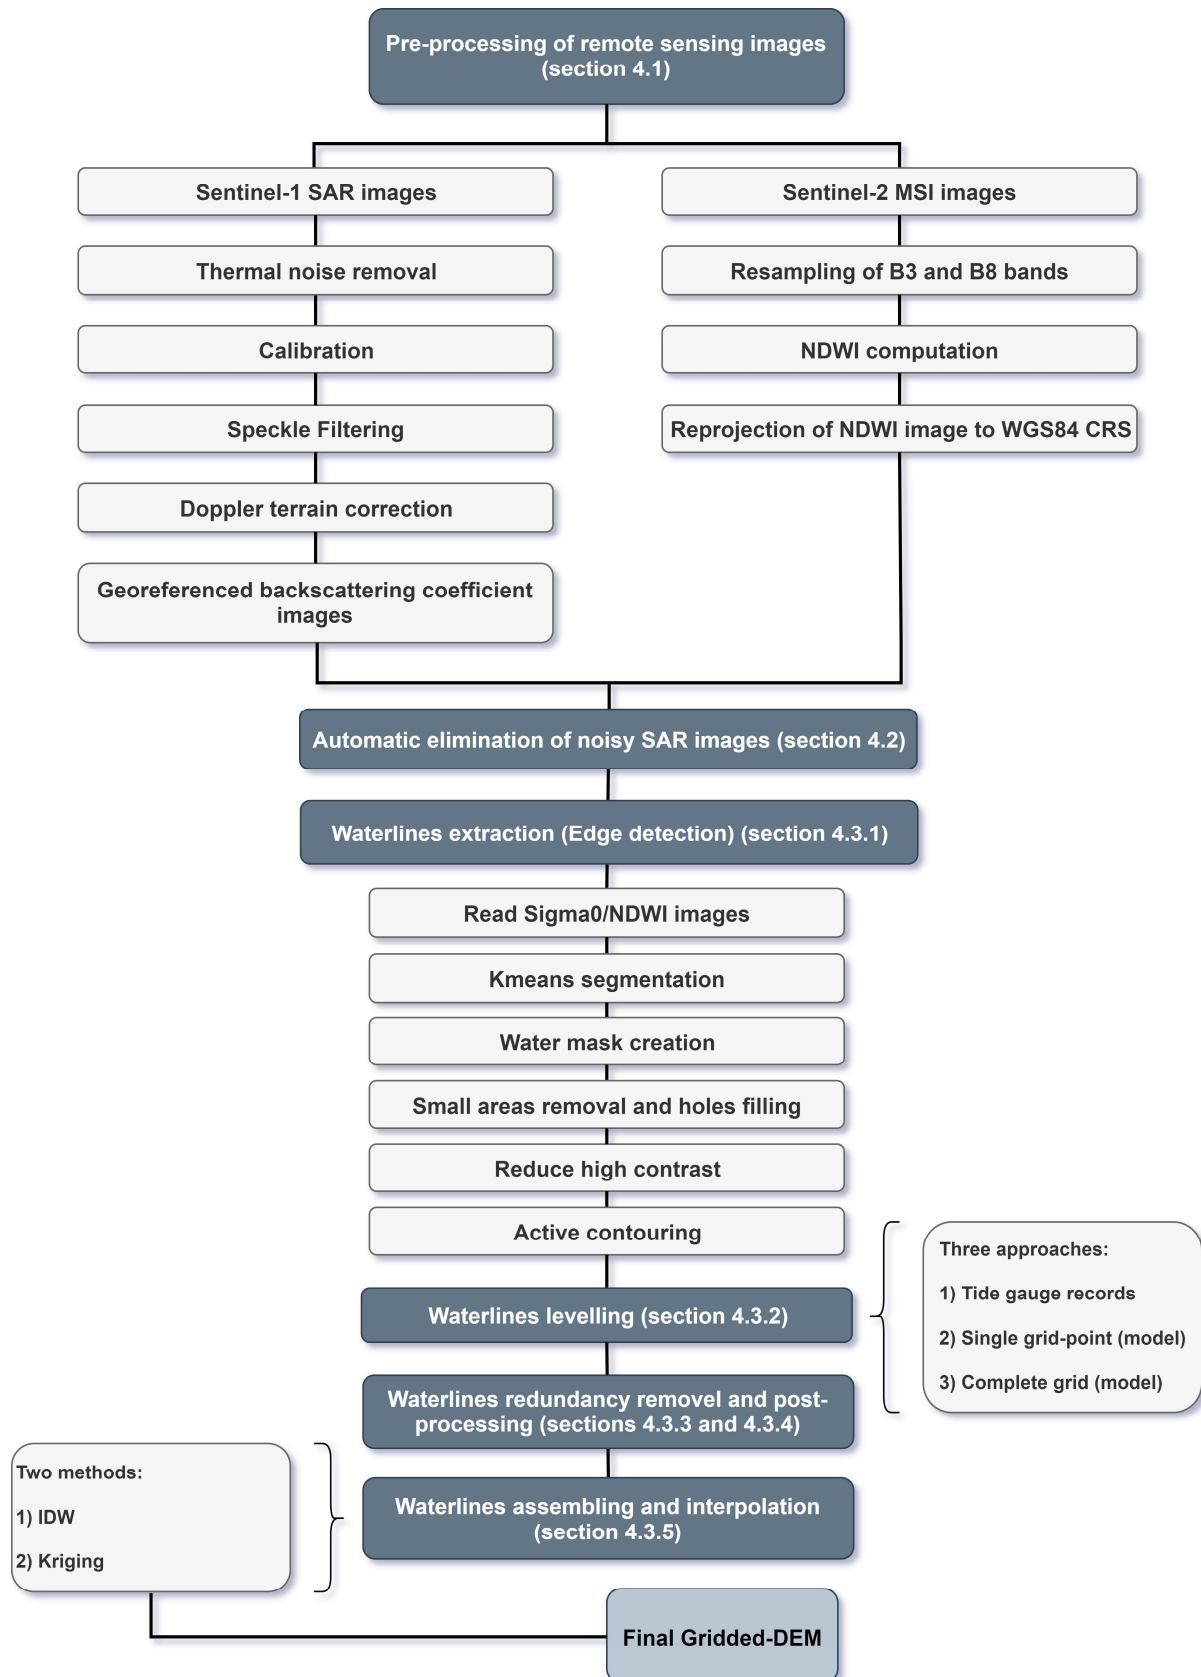 Pre-processing of remote sensing images
(section 4.1)
Sentinel-1 SAR images
Thermal noise removal
Calibration
Speckle Filtering
Doppler terrain correction
Georeferenced backscattering coefficient
images
Sentinel-2 MSI images
Resampling of B3 and B8 bands
NDWI computation
Reprojection of NDWI image to WGS84 CRS
Automatic elimination of noisy SAR images (section 4.2)
Waterlines extraction (Edge detection) (section 4.3.1)
Read Sigma0/NDWI images
Kmeans segmentation
Water mask creation
Small areas removal and holes filling
Reduce high contrast
Active contouring
Waterlines levelling (section 4.3.2)
Three approaches:
1) Tide gauge records
2) Single grid-point (model)
3) Complete grid (model)
Waterlines redundancy removel and post-
processing (sections 4.3.3 and 4.3.4)
Waterlines assembling and interpolation
(section 4.3.5)
Two methods:
1) IDW
2) Kriging
Final Gridded-DEM